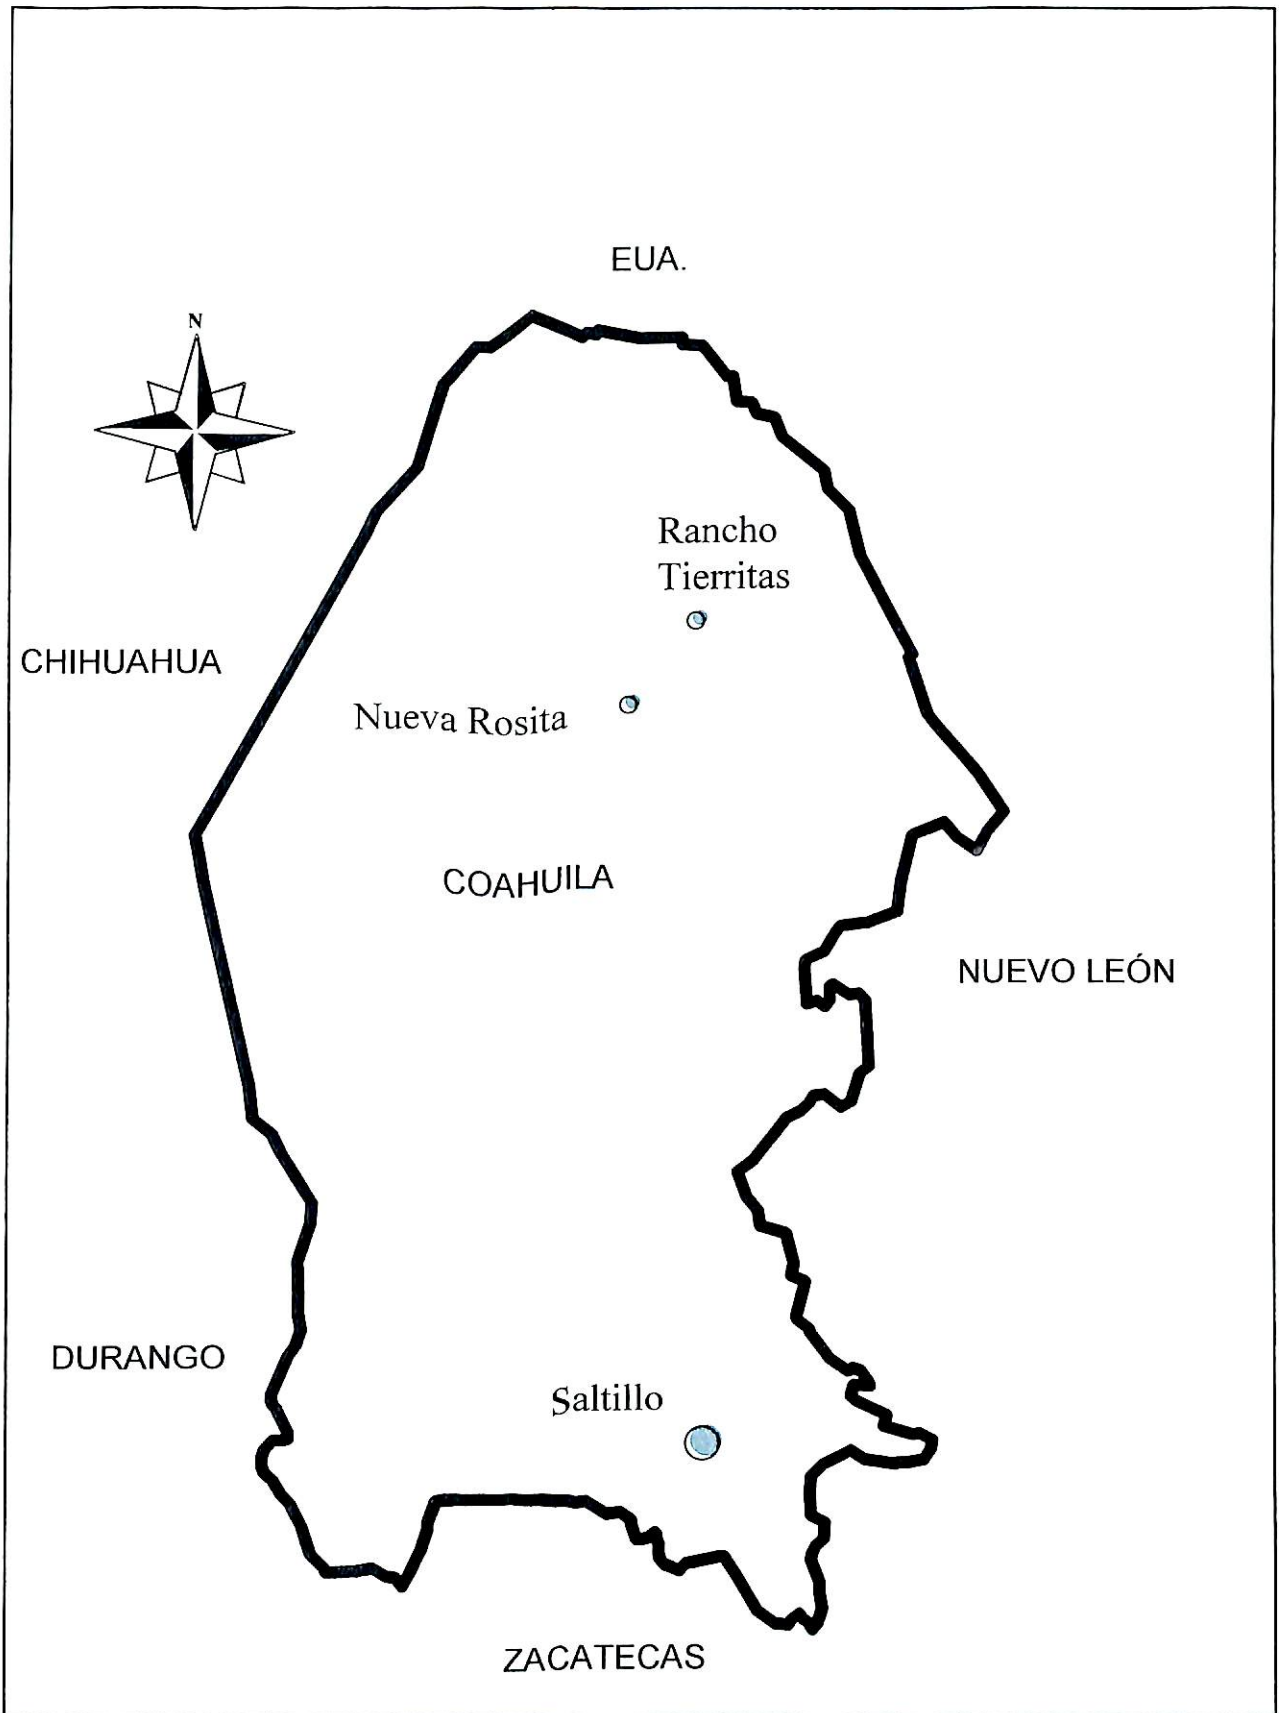 EUA.
N
Rancho
Tierritas
CHIHUAHUA
Nueva Rosita
COAHUILA
NUEVO LEÓN
DURANGO
Saltillo
ZACATECAS